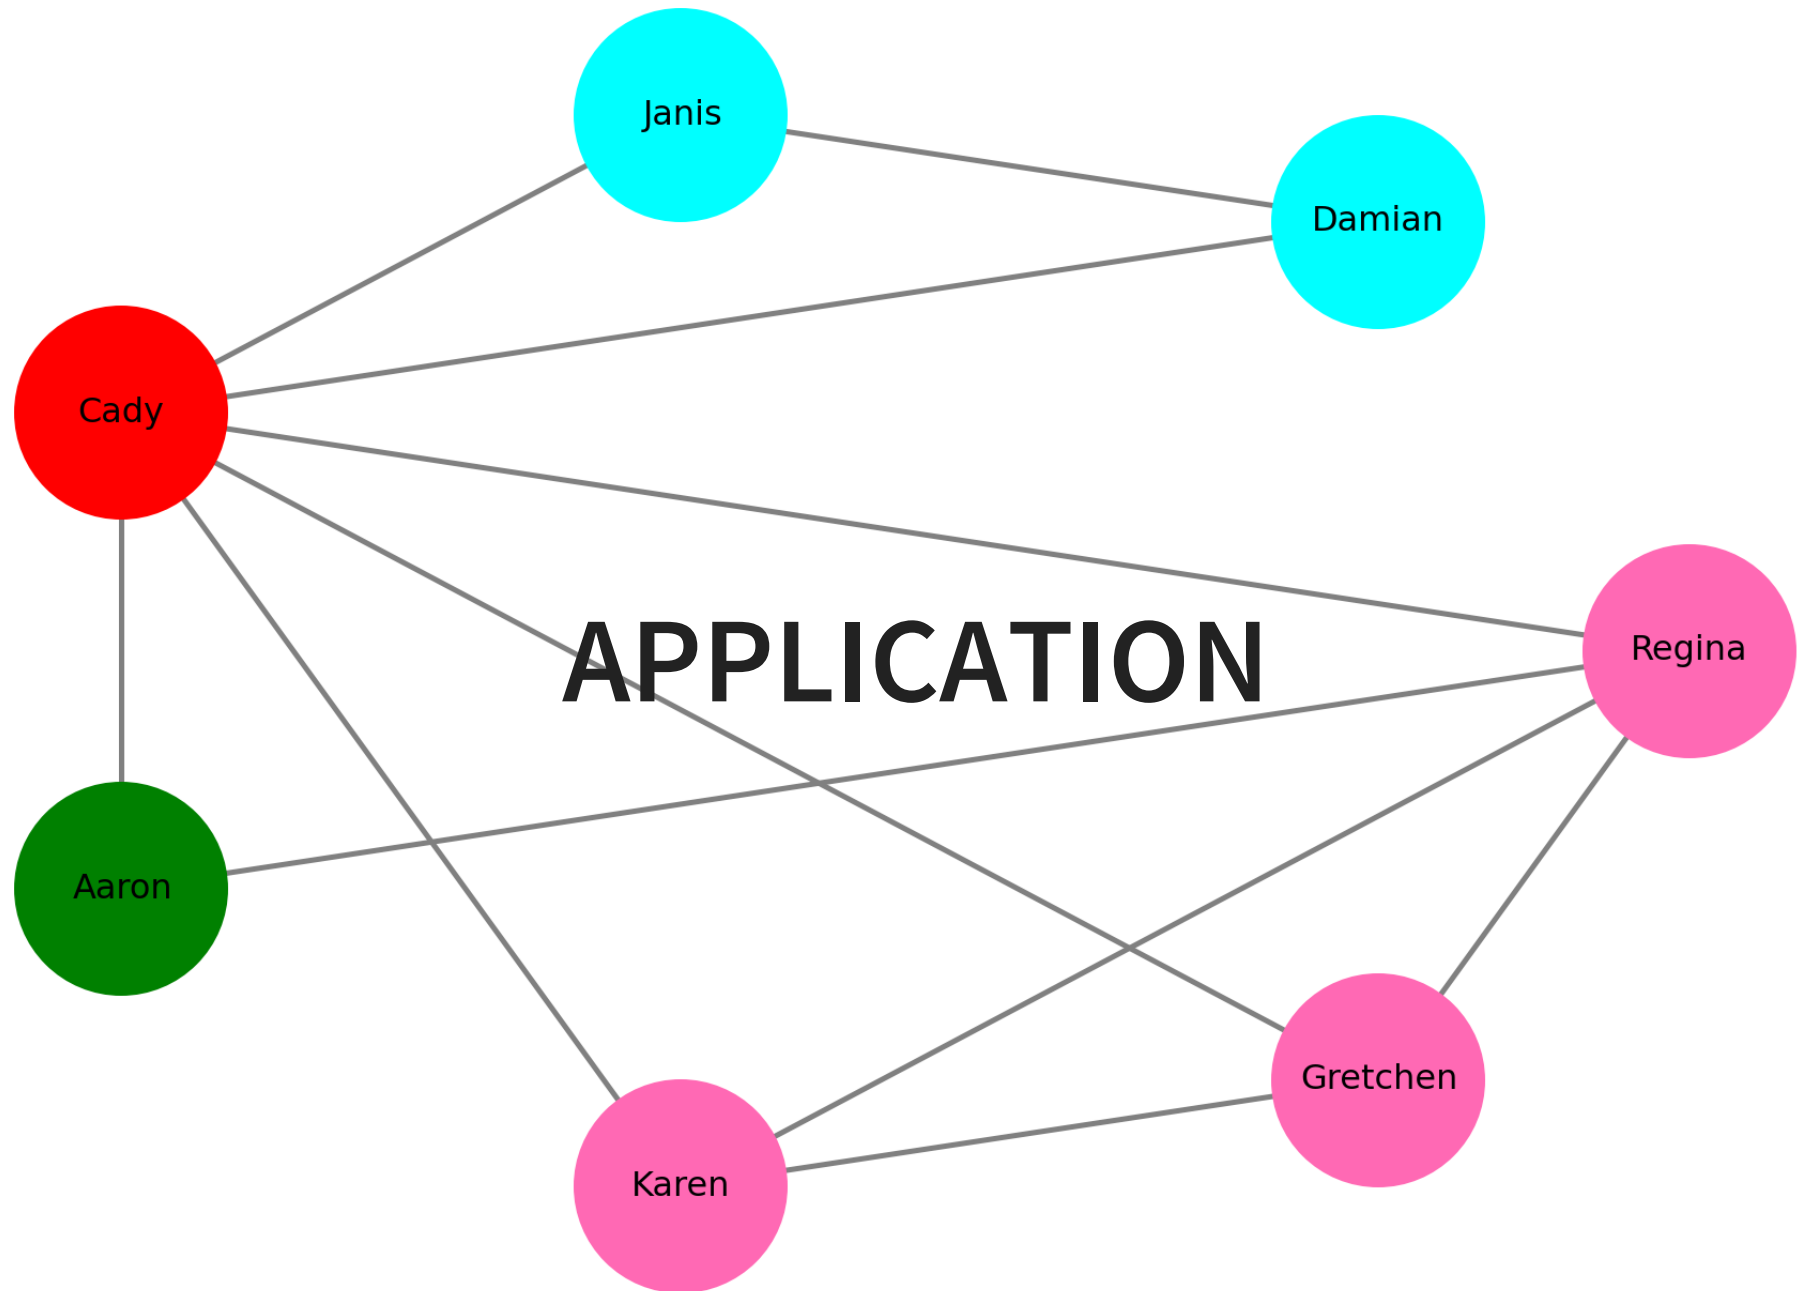 Janis
Damian
Cady
APPLICATION
Regina
Aaron
Gretchen
Karen